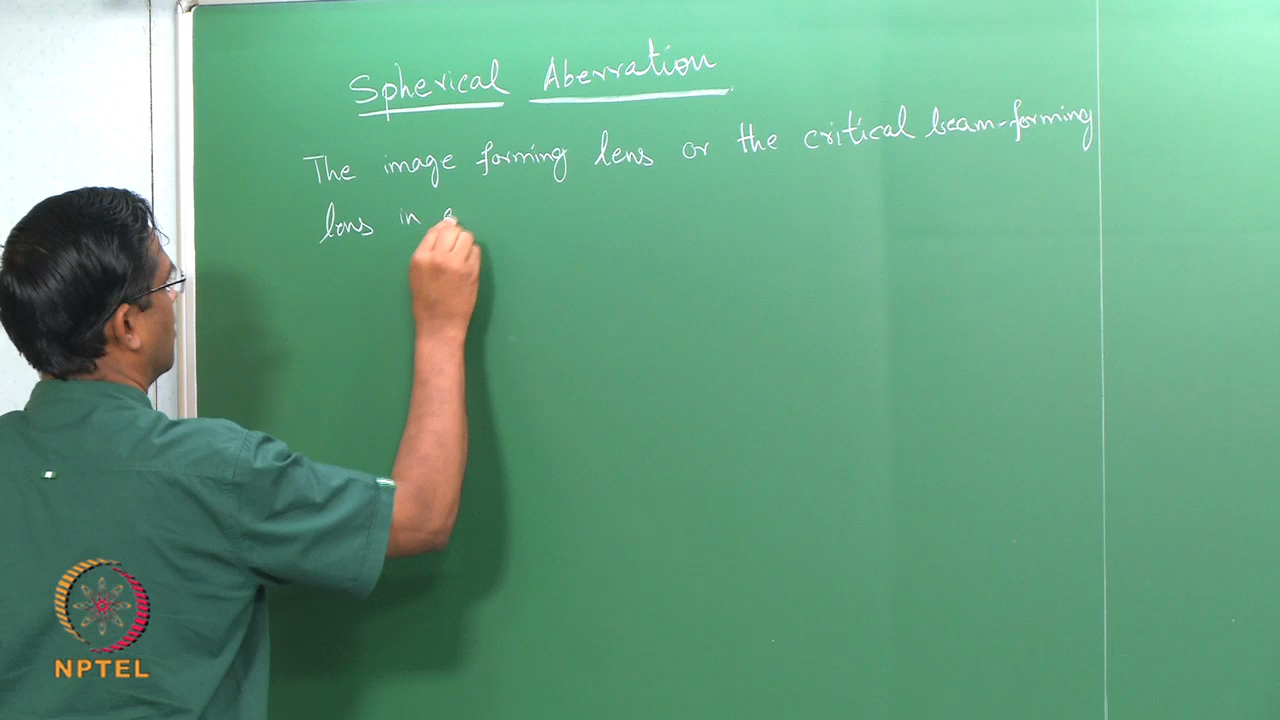 Spherical Aberration
The image forming lens or the critical beam-forming
lens in
NPTEL